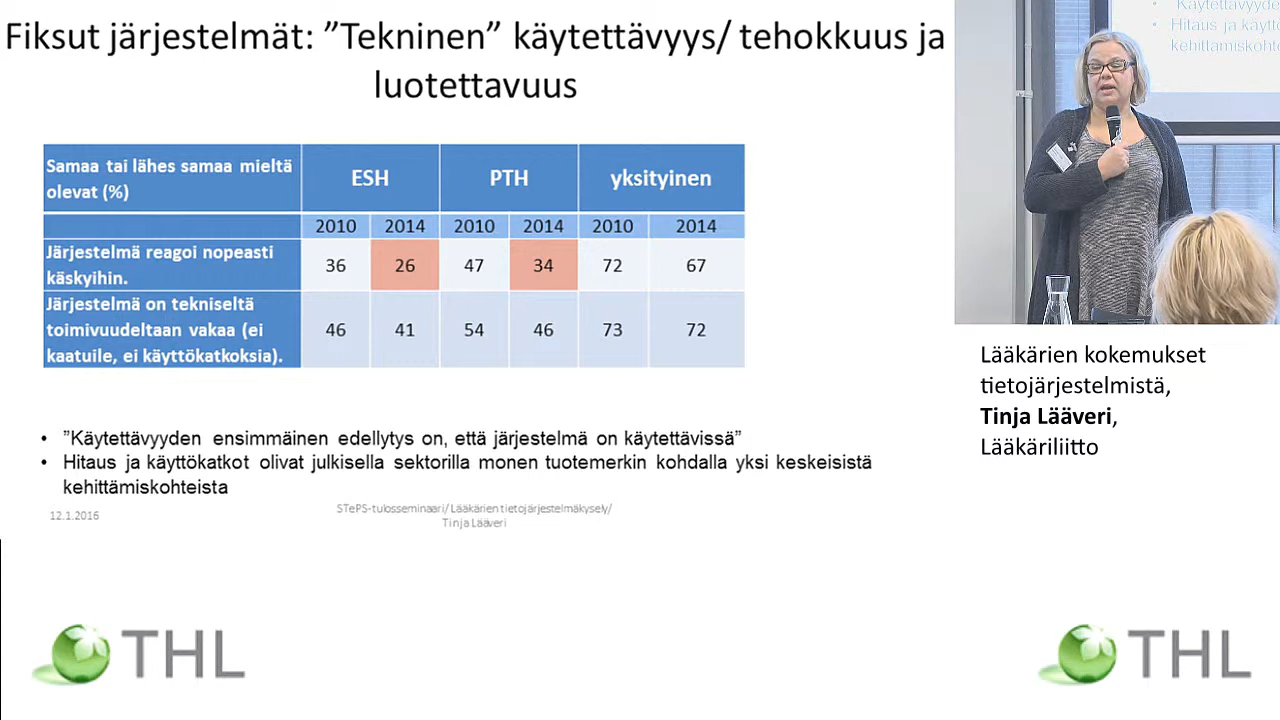 Fiksut järjestelmät: ”Tekninen” käytettävyys/ tehokkuus ja
luotettavuus
Samaa tai lähes samaa mieltä
olevat (%)
ESH
PTH
yksityinen
2010 2014 2010 2014 2010 2014
Järjestelmä reagoi nopeasti
käskyihin.
36 26 47 34 72 67
Järjestelmä on tekniseltä
toimivuudeltaan vakaa (ei
kaatuile, ei käyttökatkoksia).
46 41 54 46 73 72
• ”Käytettävyyden ensimmäinen edellytys on, että järjestelmä on käytettävissä”
• Hitaus ja käyttökatkot olivat julkisella sektorilla monen tuotemerkin kohdalla yksi keskeisistä
kehittämiskohteista
12.1.2016
STePS-tulosseminaari/ Lääkärien tietojärjestelmäkysely/
Tinja Lääveri
Lääkärien kokemukset
tietojärjestelmistä,
Tinja Lääveri,
Lääkäriliitto
THL
THL